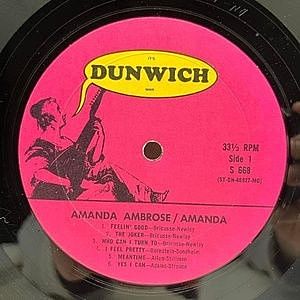 IT'S
DUNWICH
MAN
33⅓ RPM
Side 1
S 668
AMANDA AMBROSE / AMANDA
1. FEELIN' GOOD—Bricusse-Newley
2. THE JOKER—Bricusse-Newley
3. WHO CAN I TURN TO—Bricusse-Newley
4. I FEEL PRETTY—Bernstein-Sondheim
5. MEANTIME—Allen-Stillman
6. YES I CAN—Adams-Strouse